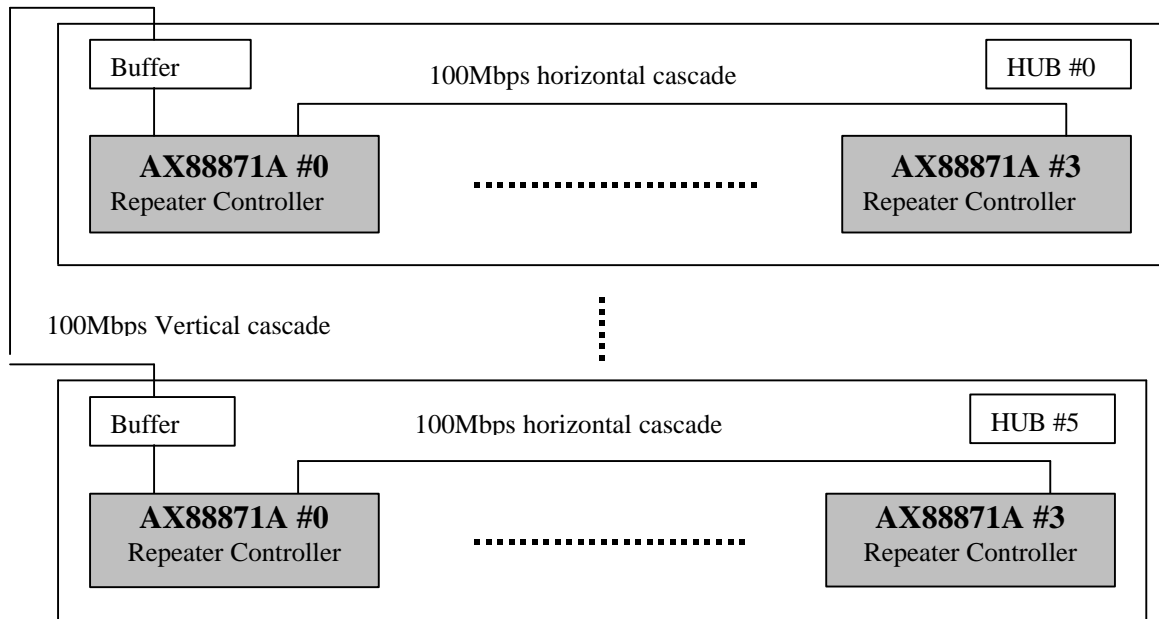 Buffer
100Mbps horizontal cascade
HUB #0
AX88871A #0
Repeater Controller
AX88871A #3
Repeater Controller
100Mbps Vertical cascade
Buffer
100Mbps horizontal cascade
HUB #5
AX88871A #0
Repeater Controller
AX88871A #3
Repeater Controller